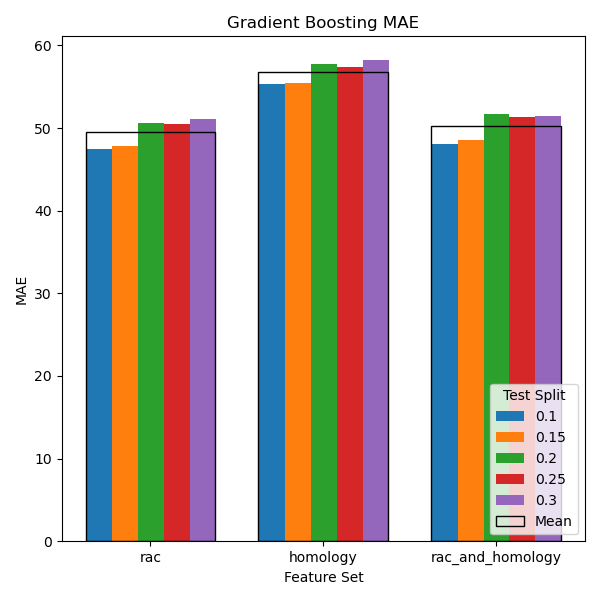 Gradient Boosting MAE
MAE
60
50
40
30
20
10
0
rac
homology
rac_and_homology
Feature Set
Test Split
0.1
0.15
0.2
0.25
0.3
Mean